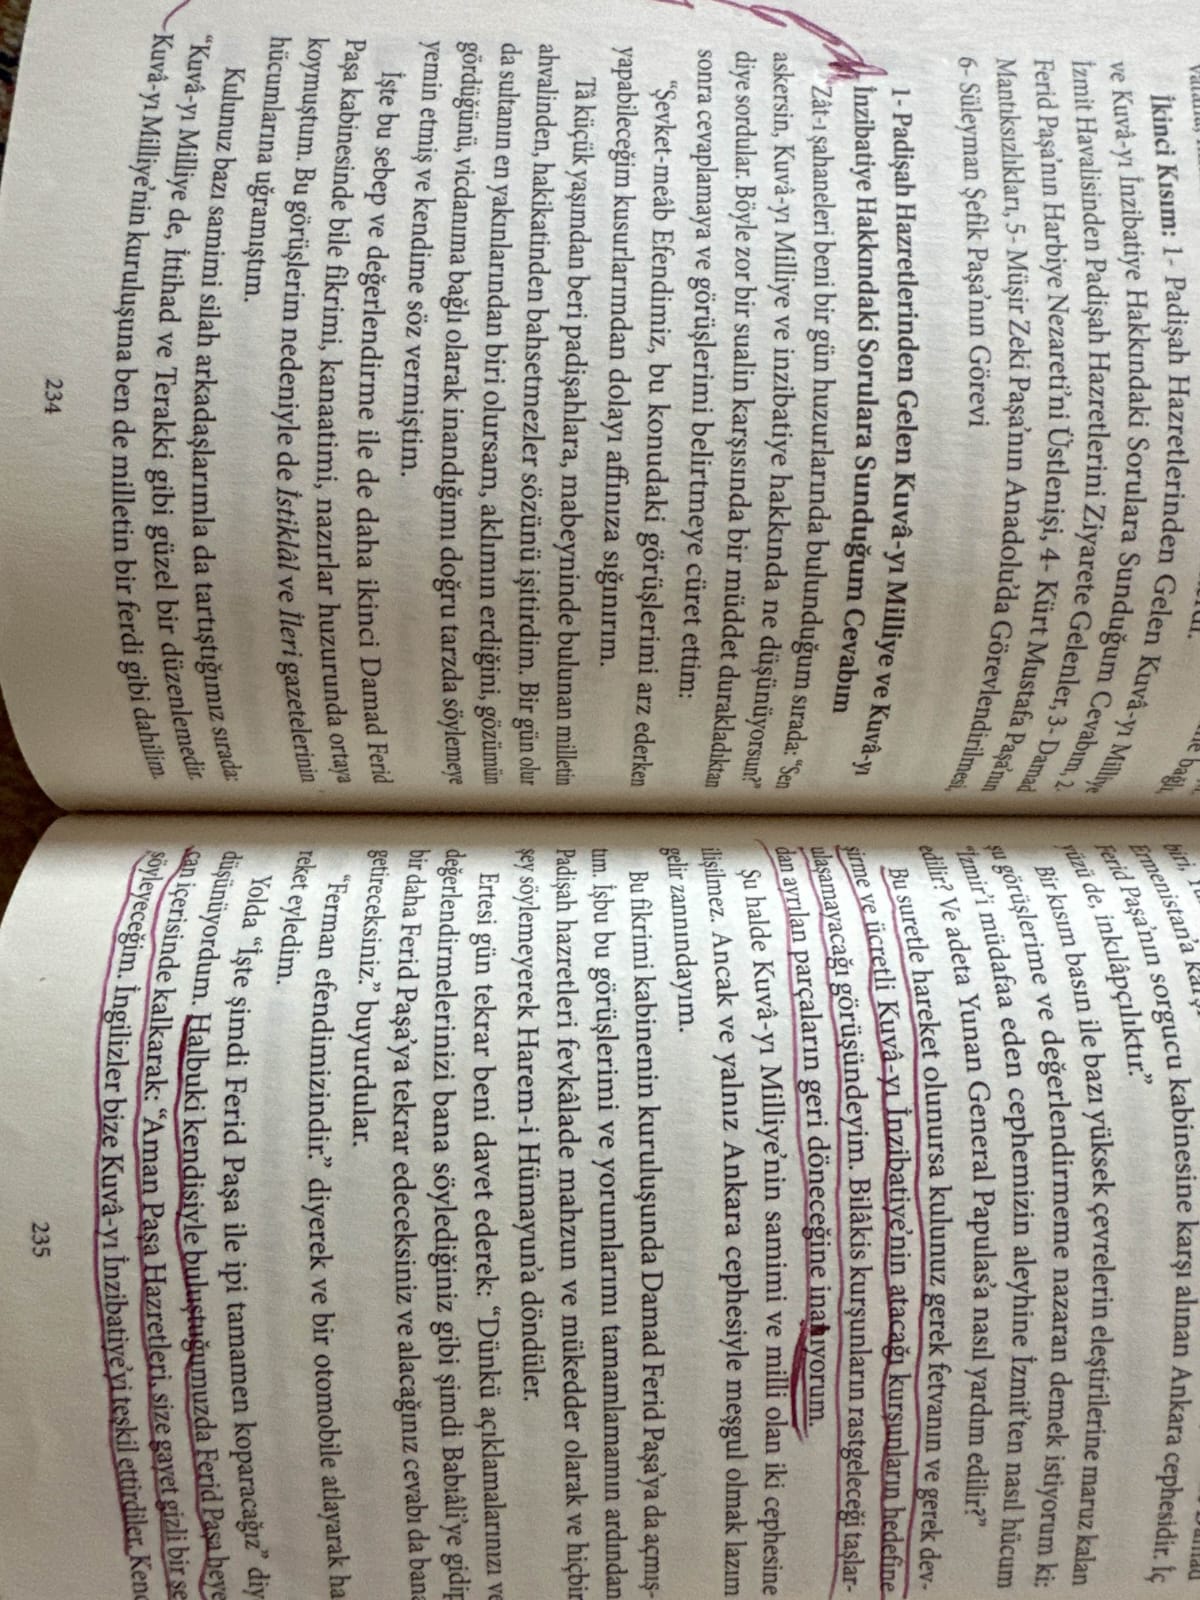 İkinci Kısım: 1- Padişah Hazretlerinden Gelen Kuvâ-yı Milliye
ve Kuvâ-yı İnzibatiye Hakkındaki Sorulara Sunduğum Cevabım, 2-
İzmit Havalisinden Padişah Hazretlerini Ziyarete Gelenler, 3- Damad
Ferid Paşa’nın Harbiye Nezareti’ni Üstlenişi, 4- Kürt Mustafa Paşa’nın
Mantıksızlıkları, 5- Müşir Zeki Paşa’nın Anadolu’da Görevlendirilmesi,
6- Süleyman Şefik Paşa’nın Görevi
1- Padişah Hazretlerinden Gelen Kuvâ-yı Milliye ve Kuvâ-yı
İnzibatiye Hakkındaki Sorulara Sunduğum Cevabım
“Zât-ı şahaneleri beni bir gün huzurlarında bulunduğum sırada: “Sen
askersin, Kuvâ-yı Milliye ve inzibatiye hakkında ne düşünüyorsun?”
diye sordular. Böyle zor bir sualin karşısında bir müddet durakladıktan
sonra cevaplamaya ve görüşlerimi belirtmeye cüret ettim:
“Şevket-meâb Efendimiz, bu konudaki görüşlerimi arz ederken
yapabileceğim kusurlarımdan dolayı affınıza sığınırım.
Tâ küçük yaşımdan beri padişahlara, mabeyninde bulunan milletin
ahvalinden, hakikatinden bahsetmezler sözünü işitirdim. Bir gün olur
da sultanın en yakınlarından biri olursam, aklımın erdiğini, gözümün
gördüğünü, vicdanıma bağlı olarak inandığımı doğru tarzda söylemeye
yemin etmiş ve kendime söz vermiştim.
İşte bu sebep ve değerlendirme ile de daha ikinci Damad Ferid
Paşa kabinesinde bile fikrimi, kanaatimi, nazırlar huzurunda ortaya
koymuştum. Bu görüşlerim nedeniyle de İstiklâl ve İleri gazetelerinin
hücumlarına uğramıştım.
Kulunuz bazı samimi silah arkadaşlarımla da tartıştığımız sırada:
“Kuvâ-yı Milliye de, İttihad ve Terakki gibi güzel bir düzenlemedir.
Kuvâ-yı Milliye’nin kuruluşuna ben de milletin bir ferdi gibi dahilim.
234
Ermenistan’a karşı
Ferid Paşa’nın sorgucu kabinesine karşı alınan Ankara cephesidir. İç
yüzü de, inkılâpçılıktır.”
Bir kısım basın ile bazı yüksek çevrelerin eleştirilerine maruz kalan
şu görüşlerime ve değerlendirmeme nazaran demek istiyorum ki:
“İzmir’i müdafaa eden cephemizin aleyhine İzmit’ten nasıl hücum
edilir? Ve adeta Yunan General Papulas’a nasıl yardım edilir?”
Bu suretle hareket olunursa kulunuz gerek fetvanın ve gerek dev-
şirme ve ücretli Kuvâ-yı İnzibatiye’nin atacağı kurşunların hedefine
ulaşamayacağı görüşündeyim. Bilâkis kurşunların rastgeleceği taşlar-
dan ayrılan parçaların geri döneceğine inanıyorum.
Şu halde Kuvâ-yı Milliye’nin samimi ve milli olan iki cephesine
ilişilmez. Ancak ve yalnız Ankara cephesiyle meşgul olmak lazım
gelir zannındayım.
Bu fikrimi kabinenin kuruluşunda Damad Ferid Paşa’ya da açmış-
tım. İşbu bu görüşlerimi ve yorumlarımı tamamlamamın ardından
Padişah hazretleri fevkâlade mahzun ve mükedder olarak ve hiçbir
şey söylemeyerek Harem-i Hümayun’a döndüler.
Ertesi gün tekrar beni davet ederek: “Dünkü açıklamalarınızı ve
değerlendirmelerinizi bana söylediğiniz gibi şimdi Babıâli’ye gidip
bir daha Ferid Paşa’ya tekrar edeceksiniz ve alacağınız cevabı da bana
getireceksiniz.” buyurdular.
“Ferman efendimizindir.” diyerek ve bir otomobile atlayarak ha
reket eyledim.
Yolda “İşte şimdi Ferid Paşa ile ipi tamamen koparacağız” diy
düşünüyordum. Halbuki kendisiyle buluştuğumuzda Ferid Paşa heye
can içerisinde kalkarak: “Aman Paşa Hazretleri, size gayet gizli bir se
söyleyeceğim. İngilizler bize Kuvâ-yı İnzibatiye’yi teşkil ettirdiler.
235